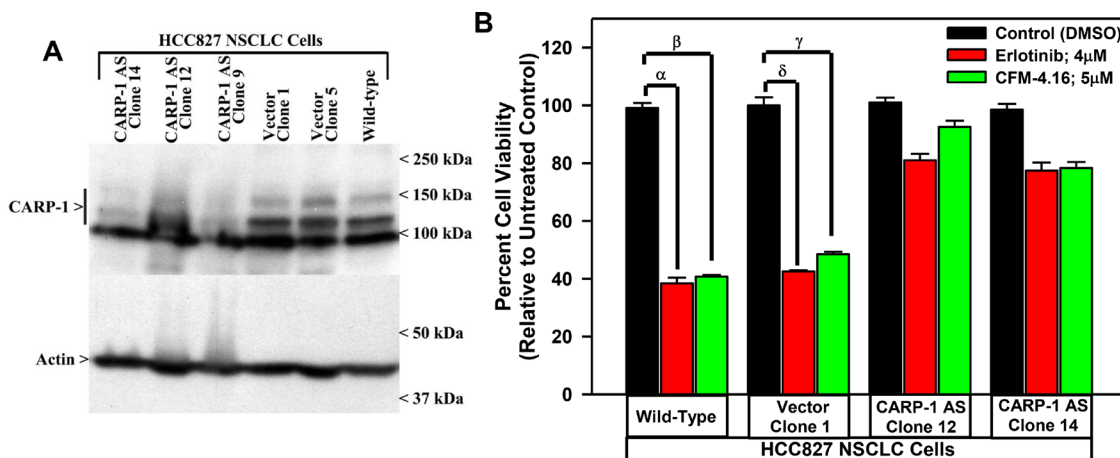 A
HCC827 NSCLC Cells
CARP-1 AS
Clone 14
CARP-1 AS
Clone 12
CARP-1 AS
Clone 9
Vector
Clone 1
Vector
Clone 5
Wild-type
< 250 kDa
< 150 kDa
CARP-1 >
< 100 kDa
< 50 kDa
Actin >
< 37 kDa
B
Percent Cell Viability
(Relative to Untreated Control)
120
100
80
60
40
20
0
Control (DMSO)
Erlotinib; 4µM
CFM-4.16; 5µM
β
α
γ
δ
Wild-Type
Vector
Clone 1
CARP-1 AS
Clone 12
CARP-1 AS
Clone 14
HCC827 NSCLC Cells